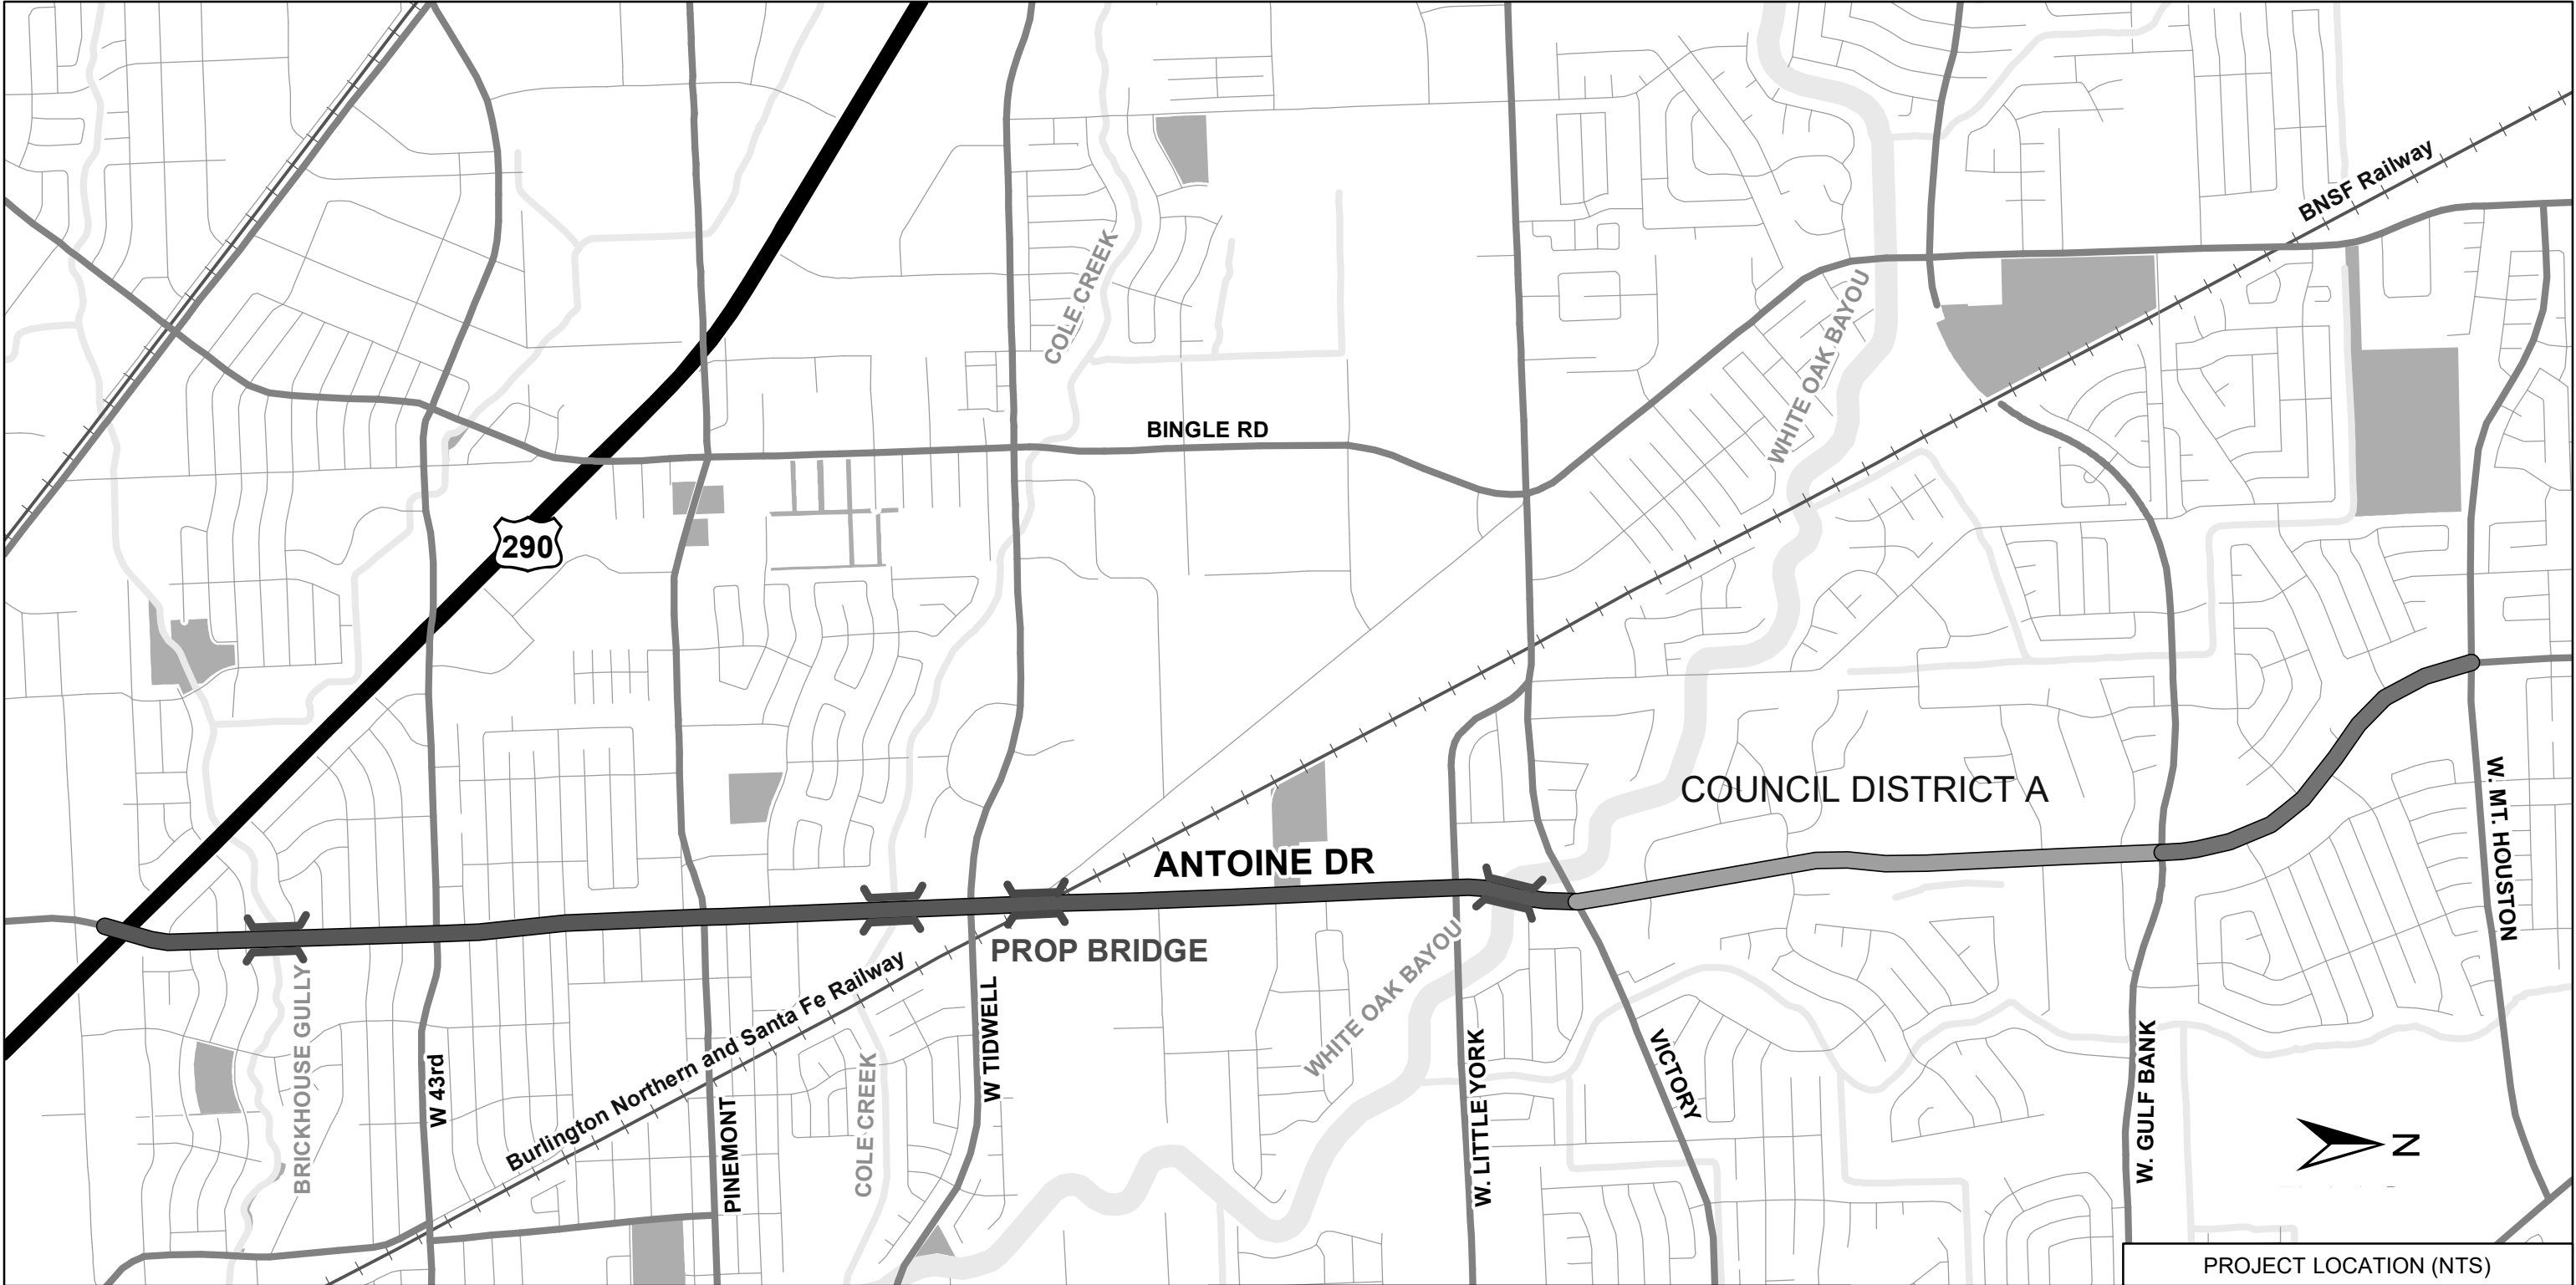 BNSF Railway
COLE CREEK
WHITE OAK BAYOU
BINGLE RD
290
COUNCIL DISTRICT A
W. MT. HOUSTON
ANTOINE DR
PROP BRIDGE
Burlington Northern and Santa Fe Railway
BRICKHOUSE GULLY
W 43rd
PINEMONT
COLE CREEK
W TIDWELL
WHITE OAK BAYOU
W. LITTLE YORK
VICTORY
W. GULF BANK
N
PROJECT LOCATION (NTS)